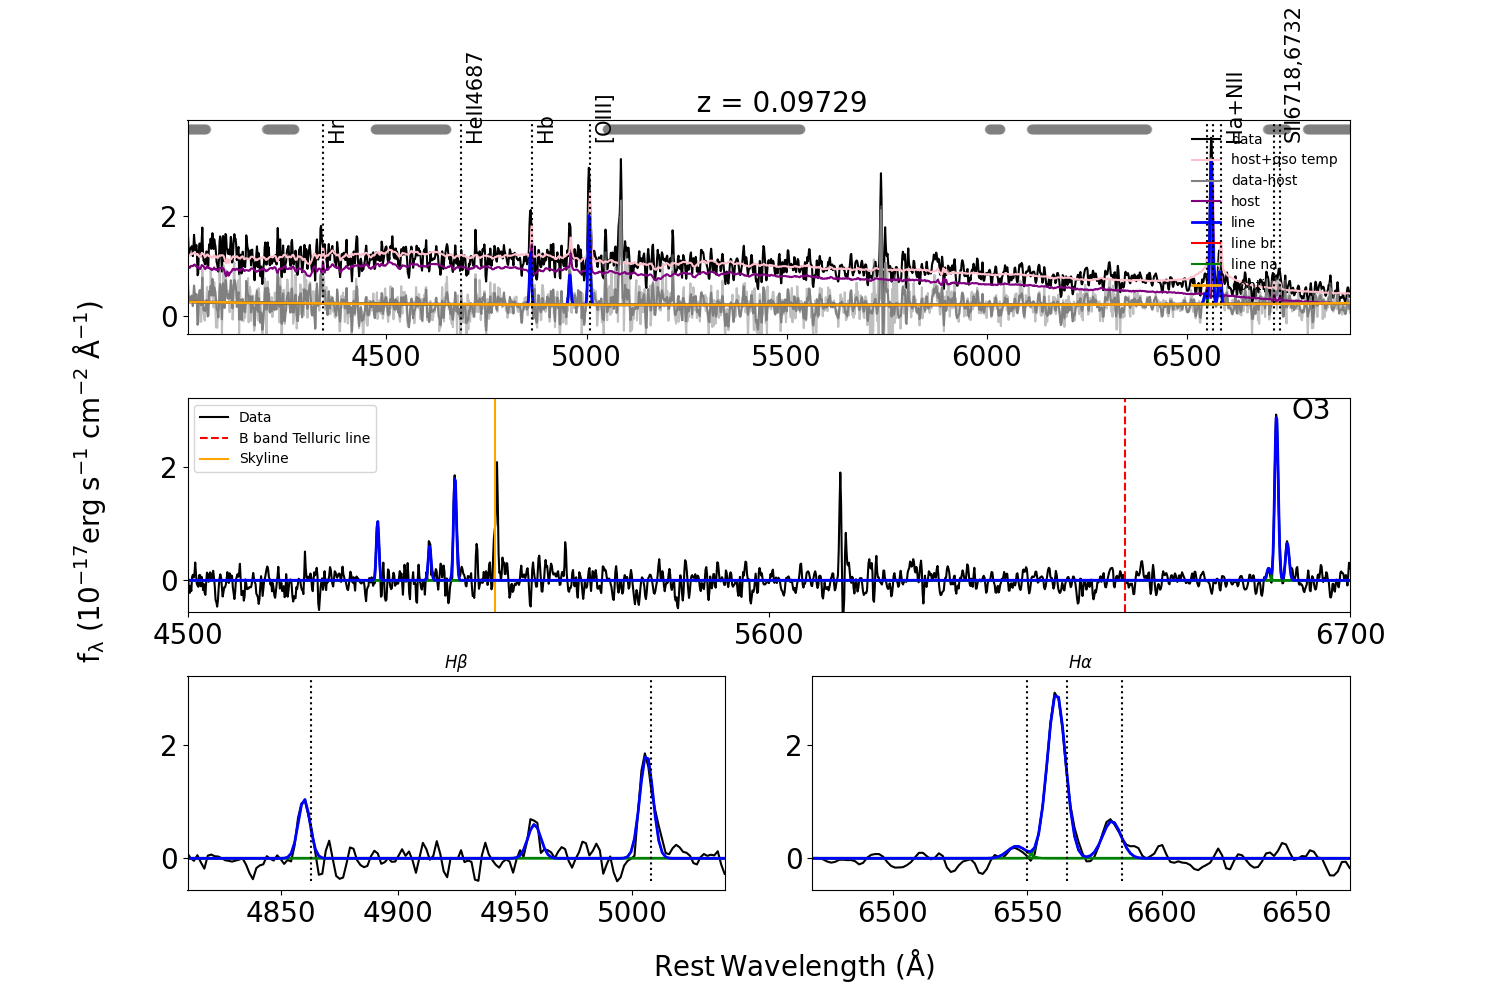 z = 0.09729
Hr
HeII4687
Hb
[OIII]
Ha+NII
SII6718,6732
data
host+qso temp
data-host
host
line
line br
line na
2
0
4500
5000
5500
6000
6500
Data
B band Telluric line
Skyline
O3
2
0
4500
5600
6700
fλ (10−17erg s−1 cm−2 Å−1)
Hβ
2
0
4850
4900
4950
5000
Hα
2
0
6500
6550
6600
6650
Rest Wavelength (Å)